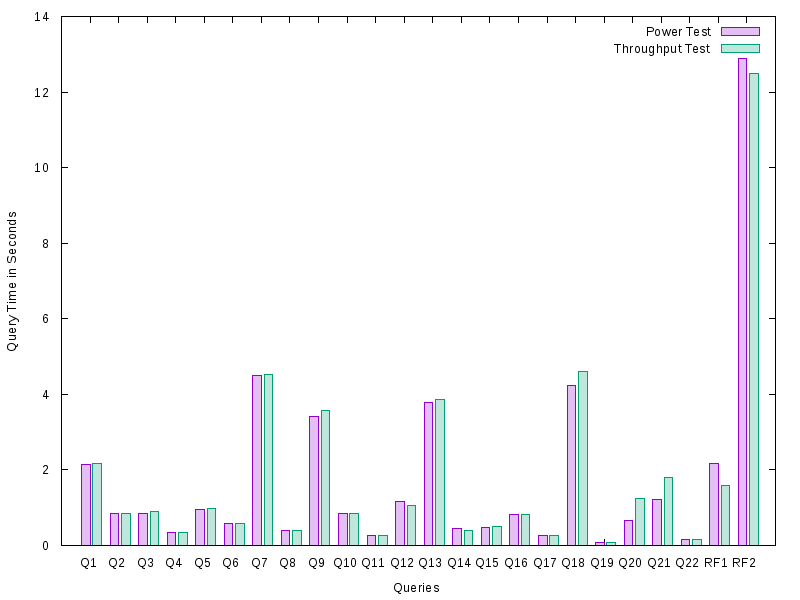 14
12
10
8
6
4
2
0
Query Time in Seconds
Power Test
Throughput Test
Q1 Q2 Q3 Q4 Q5 Q6 Q7 Q8 Q9 Q10 Q11 Q12 Q13 Q14 Q15 Q16 Q17 Q18 Q19 Q20 Q21 Q22 RF1 RF2
Queries